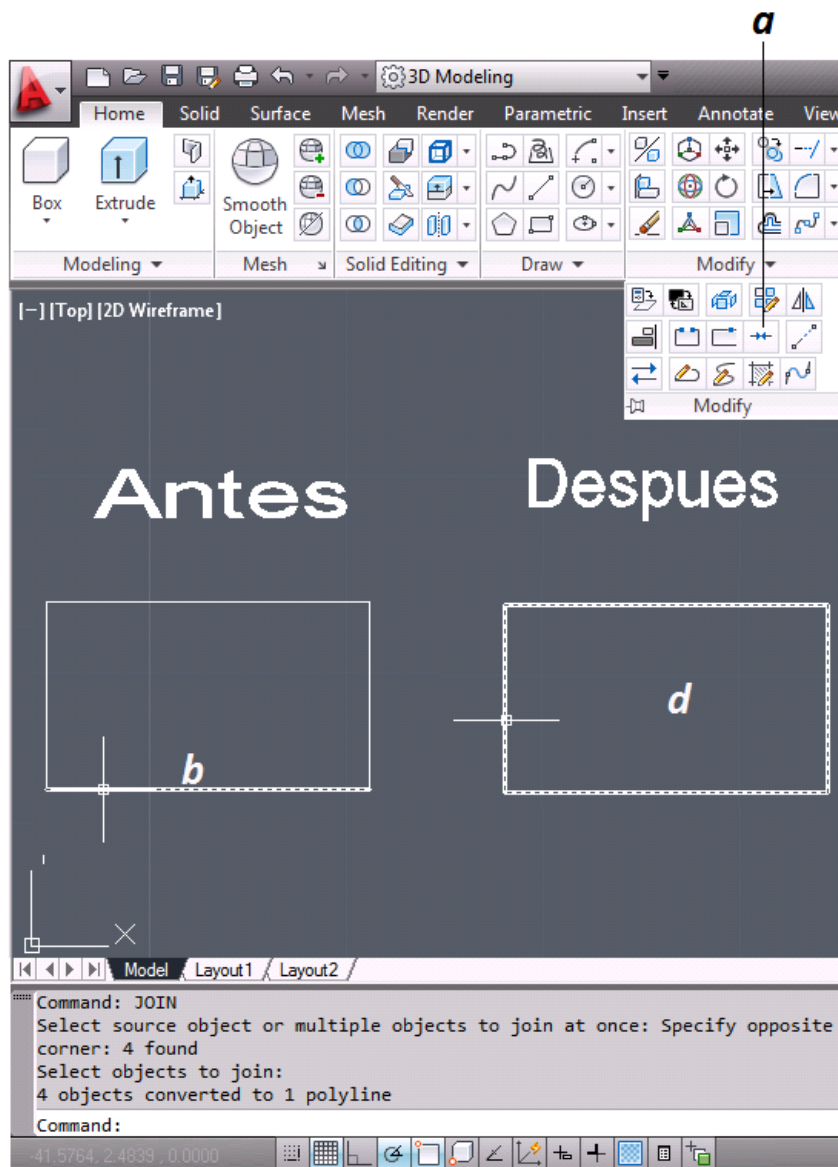 a
3D Modeling
Home Solid Surface Mesh Render Parametric Insert Annotate View
Box Extrude Smooth Object
Modeling Mesh Solid Editing Draw Modify
[−] [Top] [2D Wireframe]
Modify
Antes Despues
b d
X
Model Layout1 Layout2
Command: JOIN
Select source object or multiple objects to join at once: Specify opposite
corner: 4 found
Select objects to join:
4 objects converted to 1 polyline
Command:
-41.5764, 2.4839 , 0.0000